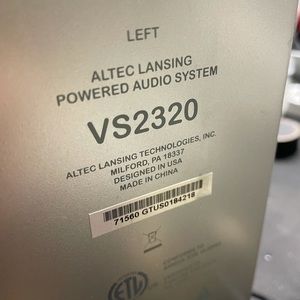 LEFT
ALTEC LANSING
POWERED AUDIO SYSTEM
VS2320
ALTEC LANSING TECHNOLOGIES, INC.
MILFORD, PA 18337
DESIGNED IN USA
MADE IN CHINA
71560 GTUS0184218
ETL